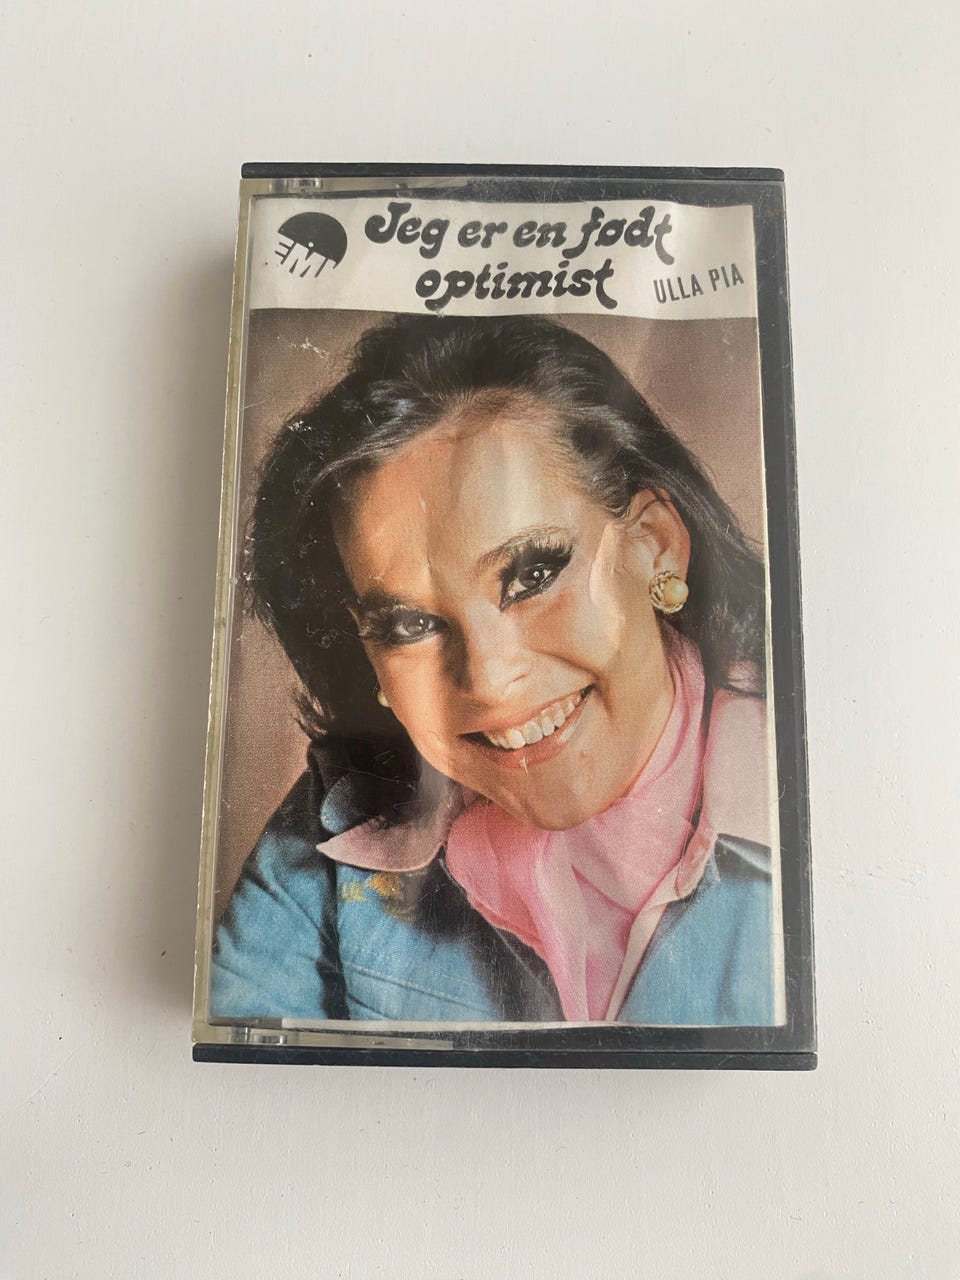 EMI
Jeg er en født
optimist
ULLA PIA